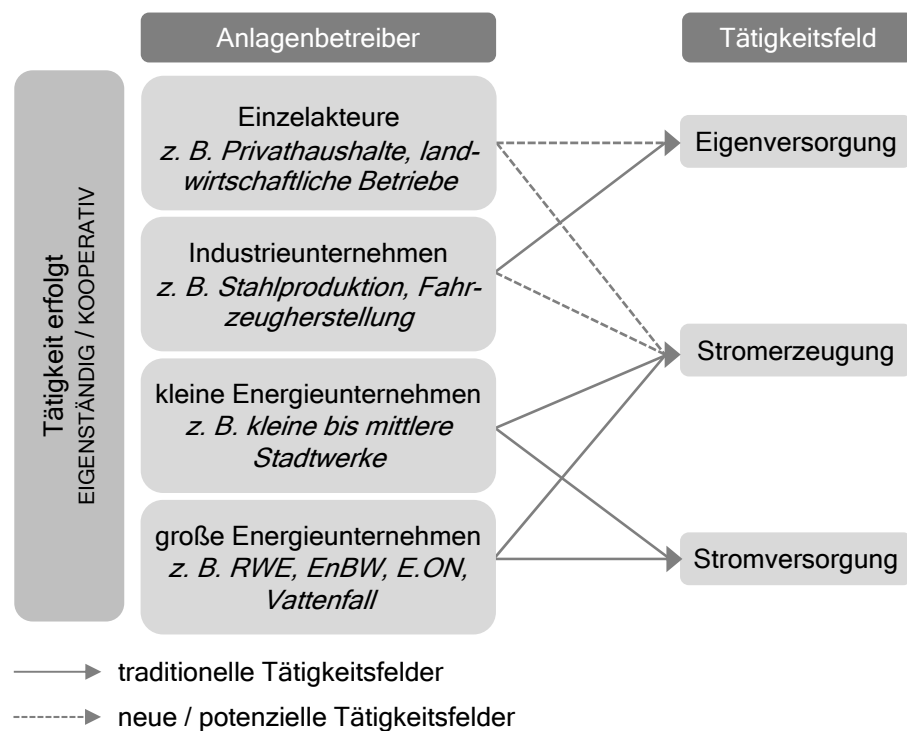 Anlagenbetreiber
Tätigkeitsfeld
Tätigkeit erfolgt
EIGENSTÄNDIG / KOOPERATIV
Einzelakteure
z. B. Privathaushalte, land-
wirtschaftliche Betriebe
Industrieunternehmen
z. B. Stahlproduktion, Fahr-
zeugherstellung
kleine Energieunternehmen
z. B. kleine bis mittlere
Stadtwerke
große Energieunternehmen
z. B. RWE, EnBW, E.ON,
Vattenfall
Eigenversorgung
Stromerzeugung
Stromversorgung
traditionelle Tätigkeitsfelder
neue / potenzielle Tätigkeitsfelder